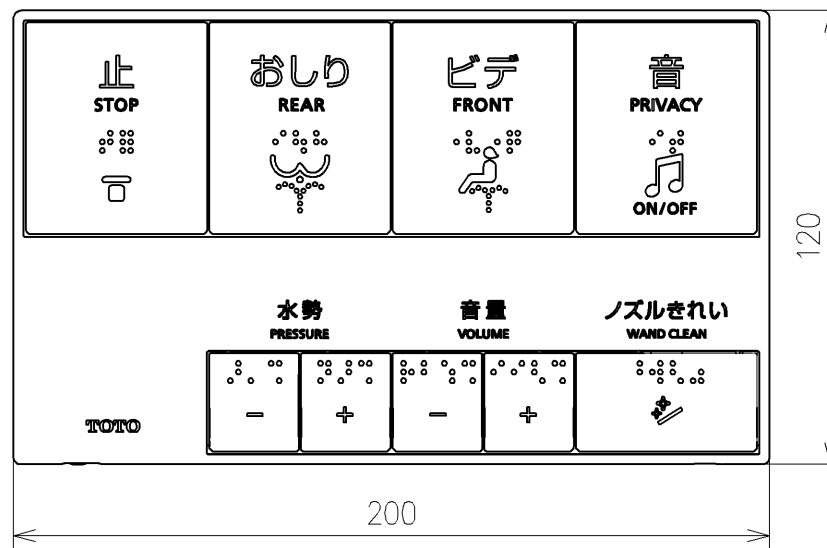 止 おしり ビデ 音
STOP REAR FRONT PRIVACY
ON/OFF
120
水勢 音量 ノズルきれい
PRESSURE VOLUME WAND CLEAN
− + − +
TOTO
200